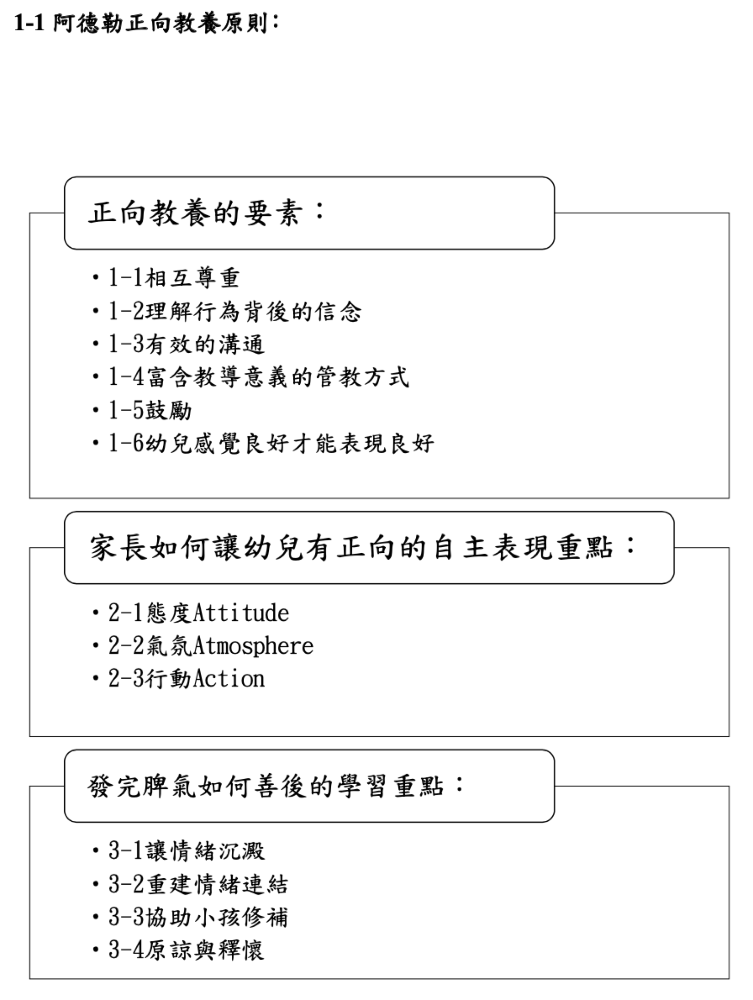 1-1 阿德勒正向教養原則：
正向教養的要素：
・1-1相互尊重
・1-2理解行為背後的信念
・1-3有效的溝通
・1-4富含教導意義的管教方式
・1-5鼓勵
・1-6幼兒感覺良好才能表現良好
家長如何讓幼兒有正向的自主表現重點：
・2-1態度Attitude
・2-2氣氛Atmosphere
・2-3行動Action
發完脾氣如何善後的學習重點：
・3-1讓情緒沉澱
・3-2重建情緒連結
・3-3協助小孩修補
・3-4原諒與釋懷